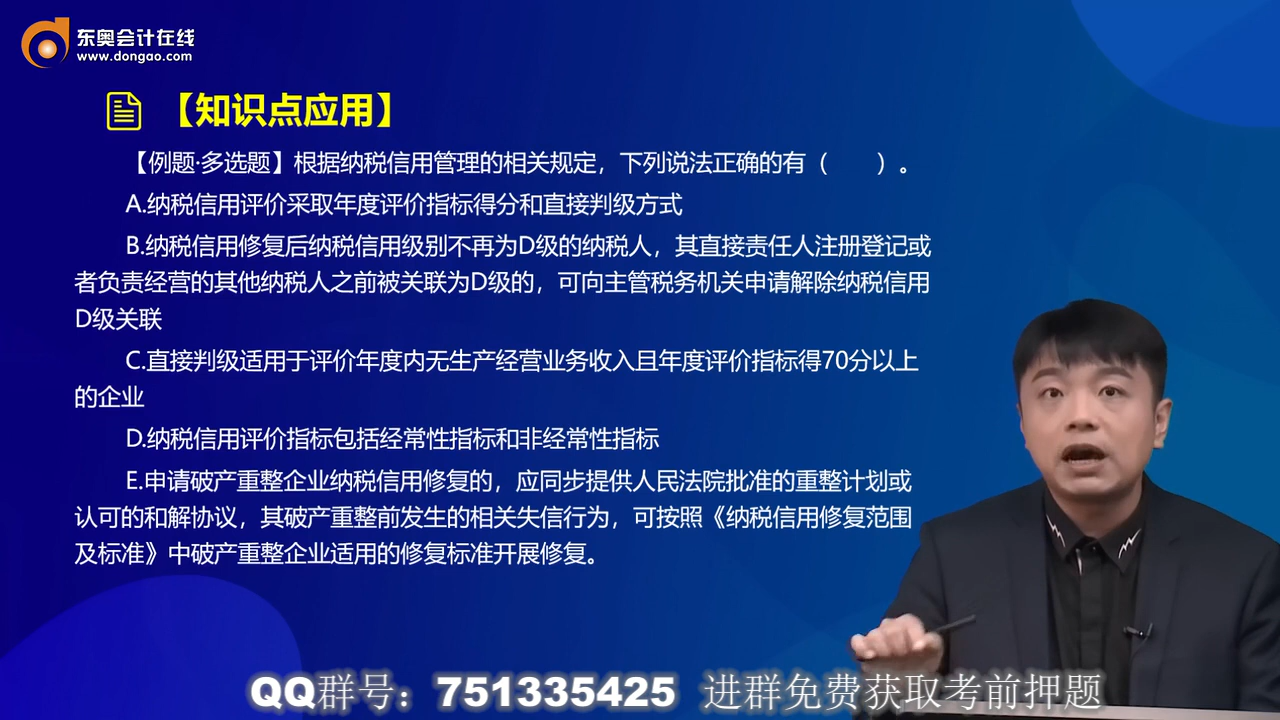 东奥会计在线
www.dongao.com
【知识点应用】
【例题·多选题】根据纳税信用管理的相关规定，下列说法正确的有（　　）。
A.纳税信用评价采取年度评价指标得分和直接判级方式
B.纳税信用修复后纳税信用级别不再为D级的纳税人，其直接责任人注册登记或
者负责经营的其他纳税人之前被关联为D级的，可向主管税务机关申请解除纳税信用
D级关联
C.直接判级适用于评价年度内无生产经营业务收入且年度评价指标得70分以上
的企业
D.纳税信用评价指标包括经常性指标和非经常性指标
E.申请破产重整企业纳税信用修复的，应同步提供人民法院批准的重整计划或
认可的和解协议，其破产重整前发生的相关失信行为，可按照《纳税信用修复范围
及标准》中破产重整企业适用的修复标准开展修复。
QQ群号：751335425 进群免费获取考前押题